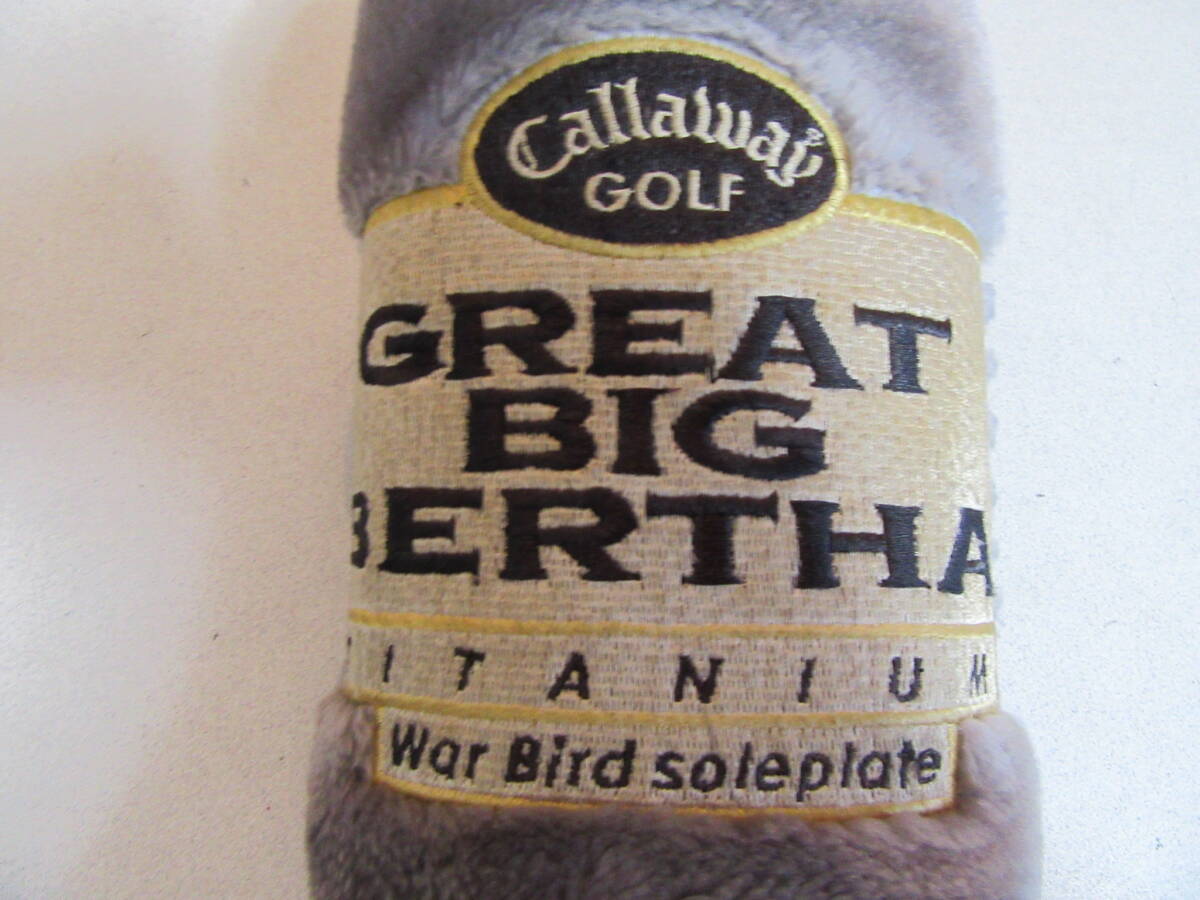 Callaway
GOLF
GREAT
BIG
BERTHA
TITANIUM
War Bird soleplate